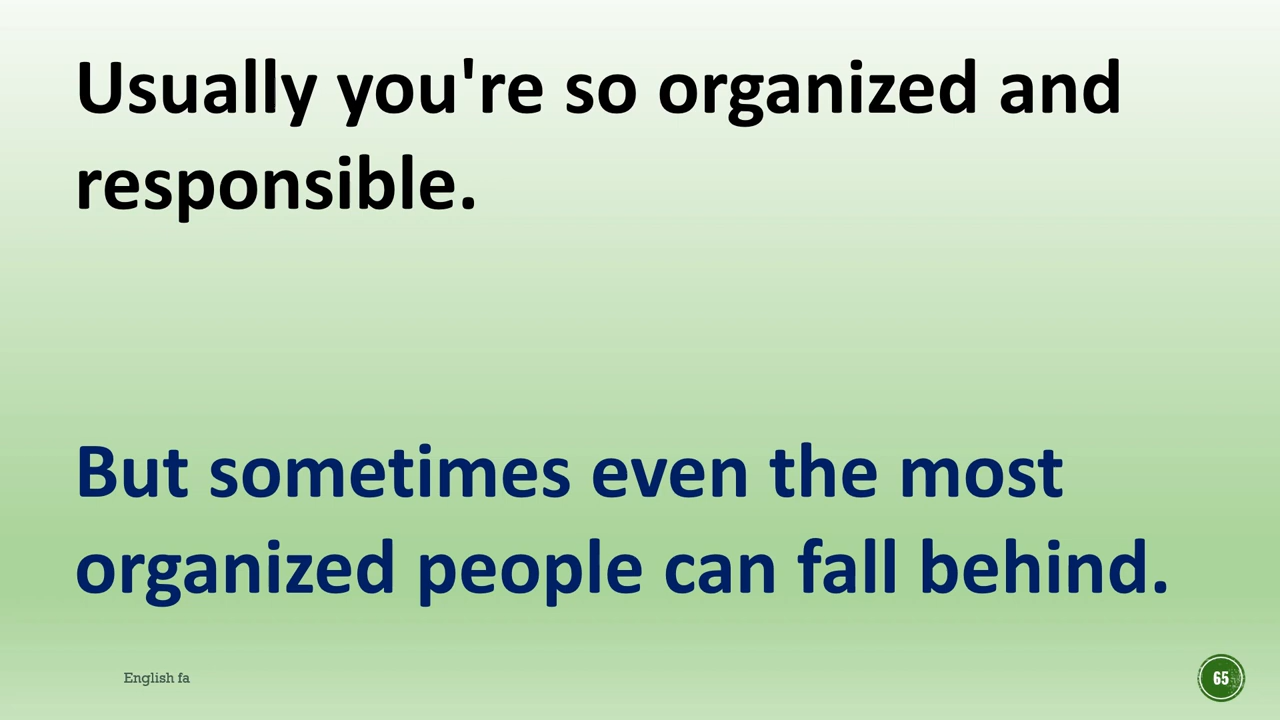 Usually you're so organized and
responsible.
But sometimes even the most
organized people can fall behind.
English fa
65